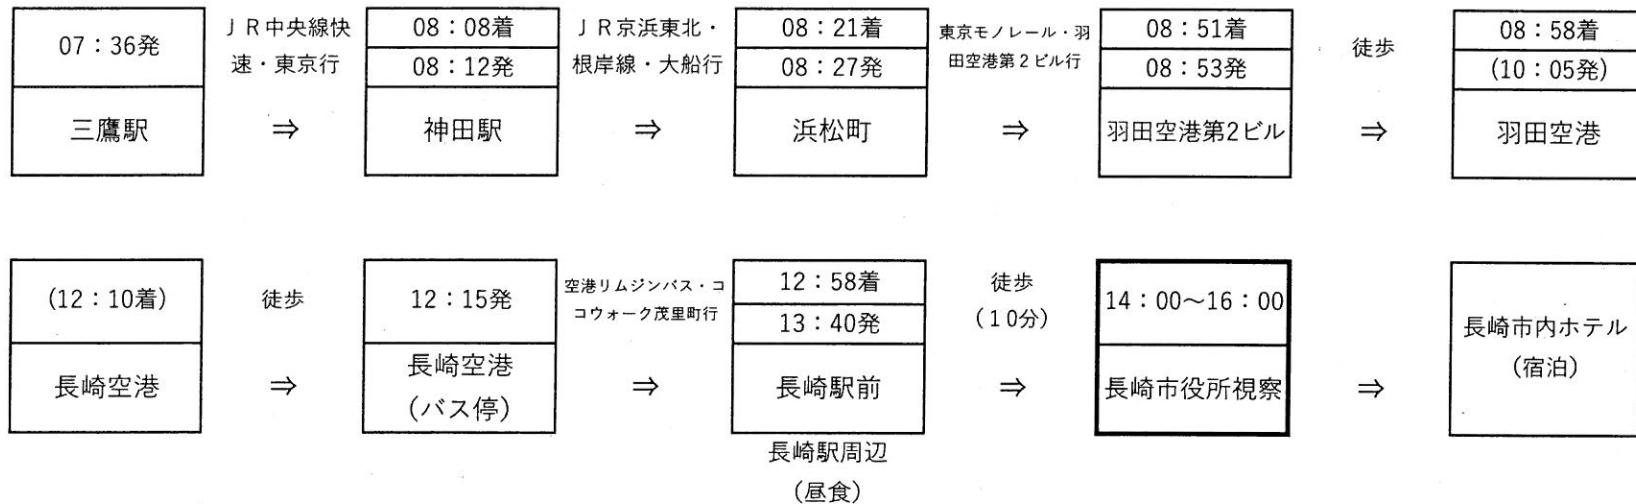 07：36発
三鷹駅
ＪＲ中央線快
速・東京行
⇒
08：08着
08：12発
神田駅
ＪＲ京浜東北・
根岸線・大船行
⇒
08：21着
08：27発
浜松町
東京モノレール・羽
田空港第２ビル行
⇒
08：51着
08：53発
羽田空港第2ビル
徒歩
⇒
08：58着
(10：05発)
羽田空港
(12：10着)
長崎空港
徒歩
⇒
12：15発
長崎空港
（バス停）
空港リムジンバス・コ
コウォーク茂里町行
⇒
12：58着
13：40発
長崎駅前
長崎駅周辺
（昼食）
徒歩
（１０分）
⇒
14：00～16：00
長崎市役所視察
⇒
長崎市内ホテル
（宿泊）